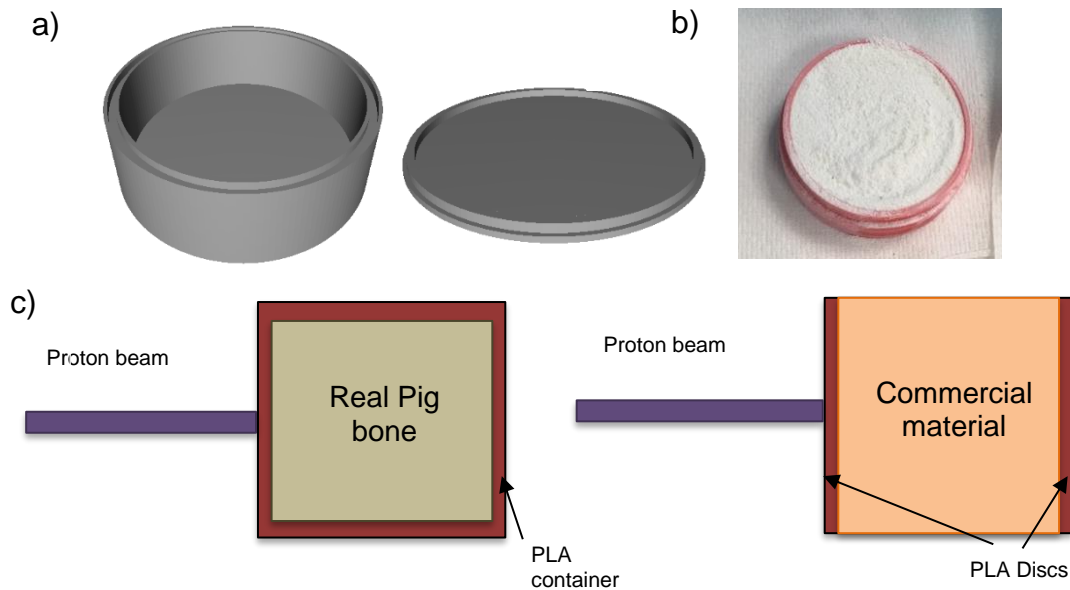 a)
b)
c)
Proton beam
Real Pig
bone
PLA
container
Proton beam
Commercial
material
PLA Discs